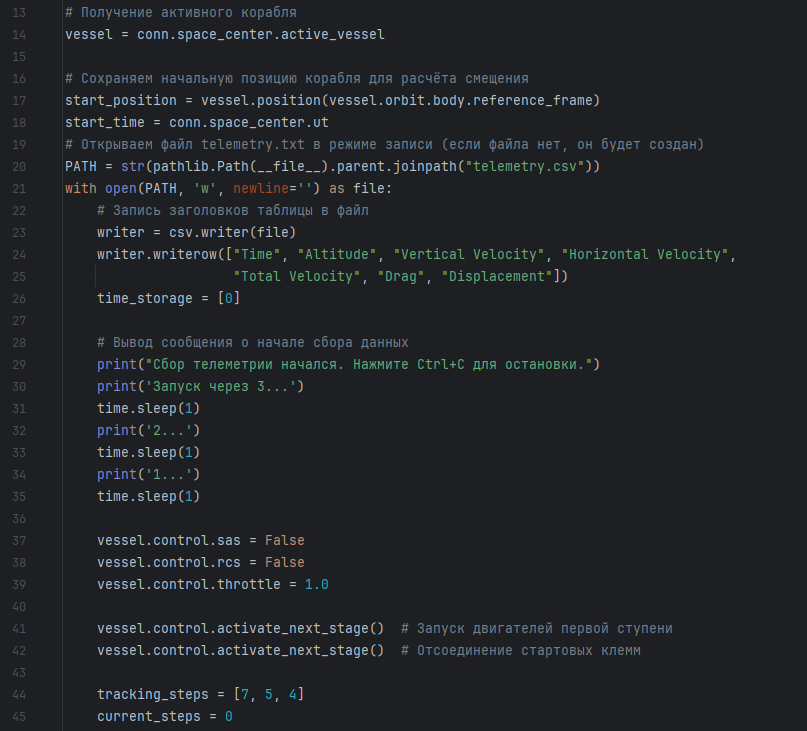 13 # Получение активного корабля
14 vessel = conn.space_center.active_vessel
15
16 # Сохраняем начальную позицию корабля для расчёта смещения
17 start_position = vessel.position(vessel.orbit.body.reference_frame)
18 start_time = conn.space_center.ut
19 # Открываем файл telemetry.txt в режиме записи (если файла нет, он будет создан)
20 PATH = str(pathlib.Path(__file__).parent.joinpath("telemetry.csv"))
21 with open(PATH, 'w', newline='') as file:
22     # Запись заголовков таблицы в файл
23     writer = csv.writer(file)
24     writer.writerow(["Time", "Altitude", "Vertical Velocity", "Horizontal Velocity",
25                      "Total Velocity", "Drag", "Displacement"])
26     time_storage = [0]
27
28     # Вывод сообщения о начале сбора данных
29     print("Сбор телеметрии начался. Нажмите Ctrl+C для остановки.")
30     print('Запуск через 3...')
31     time.sleep(1)
32     print('2...')
33     time.sleep(1)
34     print('1...')
35     time.sleep(1)
36
37     vessel.control.sas = False
38     vessel.control.rcs = False
39     vessel.control.throttle = 1.0
40
41     vessel.control.activate_next_stage()  # Запуск двигателей первой ступени
42     vessel.control.activate_next_stage()  # Отсоединение стартовых клемм
43
44     tracking_steps = [7, 5, 4]
45     current_steps = 0